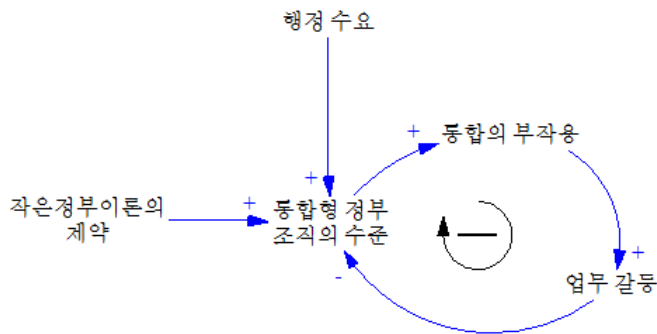 행정 수요
+
통합의 부작용
+
+
작은정부이론의
제약
통합형 정부
조직의 수준
+
-
업무 갈등
+